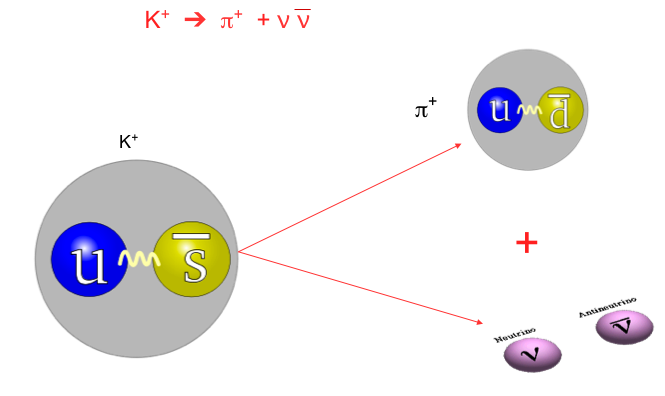 K⁺ ➔ π⁺ + ν ν̅
π⁺
u d̅
K⁺
u s̅
+
Neutrino
ν
Antineutrino
ν̅